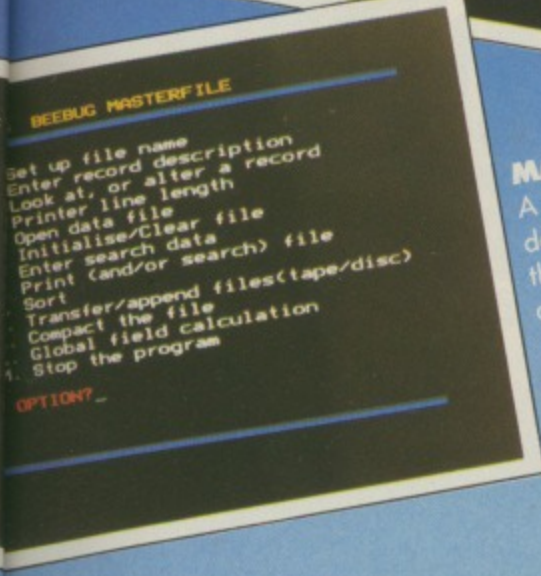 BEEBUG MASTERFILE
Set up file name
Enter record description
Look at, or alter a record
Printer line length
Open data file
Initialise/Clear file
Enter search data
Print (and/or search) file
Sort
Transfer/append files(tape/disc)
Compact the file
Global field calculation
Stop the program
OPTION?_
A